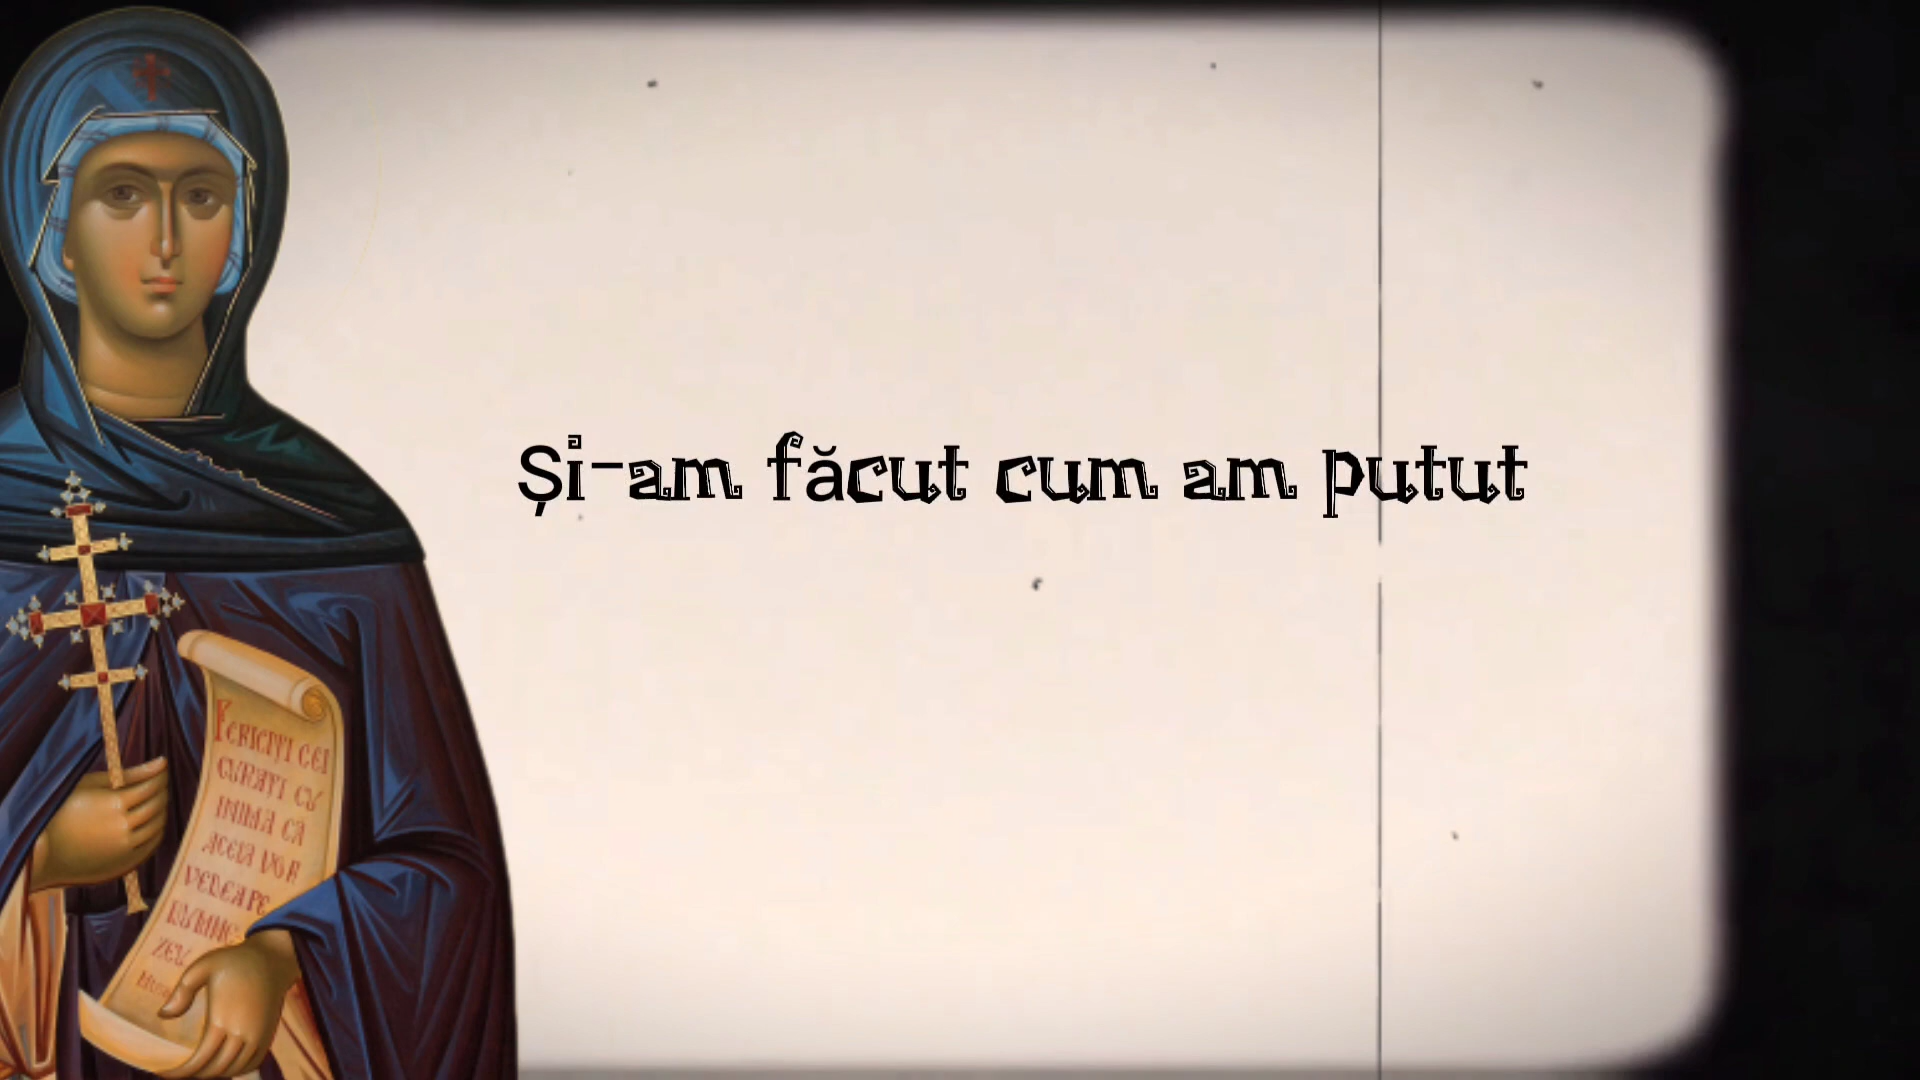 Și-am făcut cum am putut
FERICIȚI CEI
CURAȚI CU
INIMA CĂ
ACEIA VOR
VEDEA PE
DUMNE
ZEU